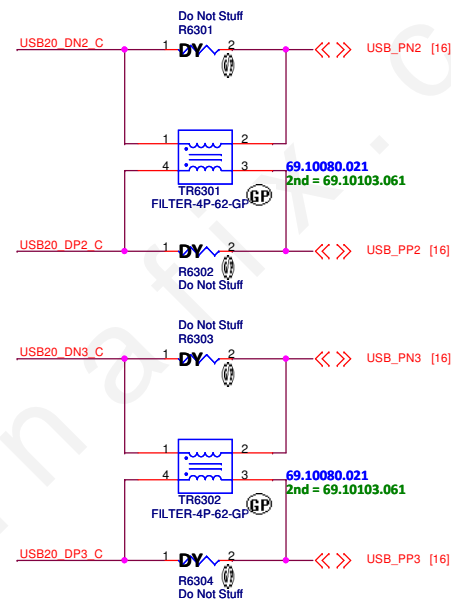 Do Not Stuff
R6301
USB20_DN2_C
1 DY 2
USB_PN2 [16]
1 2
4 3
69.10080.021
2nd = 69.10103.061
TR6301
FILTER-4P-62-GP
GP
USB20_DP2_C
1 DY 2
USB_PP2 [16]
R6302
Do Not Stuff
Do Not Stuff
R6303
USB20_DN3_C
1 DY 2
USB_PN3 [16]
1 2
4 3
69.10080.021
2nd = 69.10103.061
TR6302
FILTER-4P-62-GP
GP
USB20_DP3_C
1 DY 2
USB_PP3 [16]
R6304
Do Not Stuff